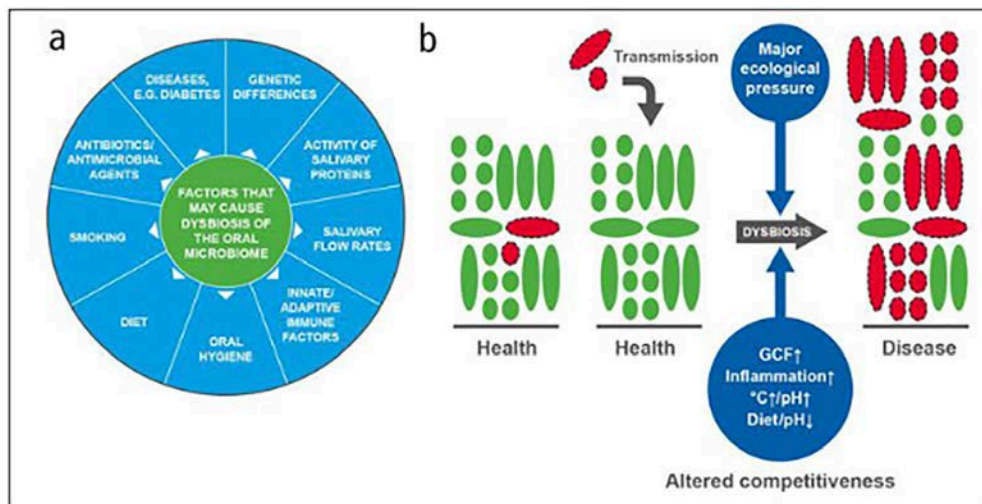 a
DISEASES,
E.G. DIABETES
GENETIC
DIFFERENCES
ANTIBIOTICS/
ANTIMICROBIAL
AGENTS
ACTIVITY OF
SALIVARY
PROTEINS
FACTORS THAT
MAY CAUSE
DYSBIOSIS OF
THE ORAL
MICROBIOME
SMOKING
SALIVARY
FLOW RATES
DIET
ORAL
HYGIENE
INNATE/
ADAPTIVE
IMMUNE
FACTORS
b
Transmission
Major
ecological
pressure
DYSBIOSIS
Health
Health
Disease
GCF↑
Inflammation↑
°C↑/pH↑
Diet/pH↓
Altered competitiveness